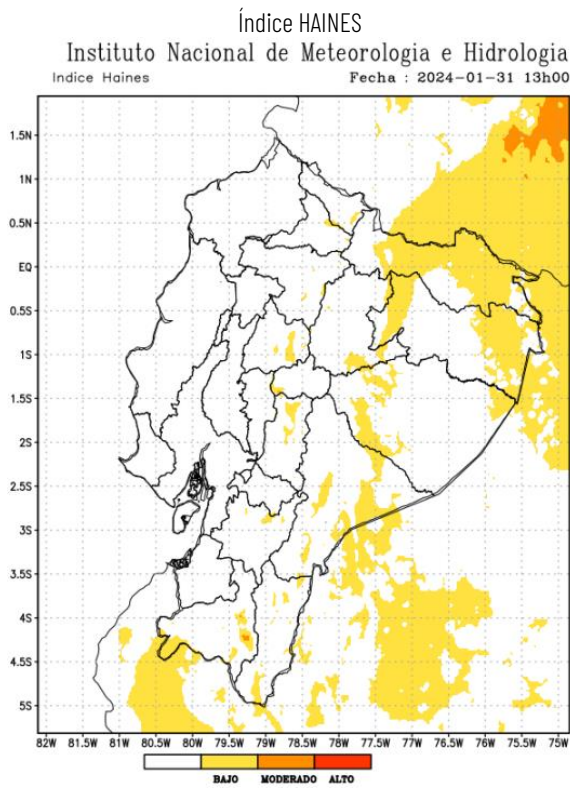 Índice HAINES
Instituto Nacional de Meteorologia e Hidrologia
Indice Haines Fecha : 2024-01-31 13h00
1.5N
1N
0.5N
EQ
0.5S
1S
1.5S
2S
2.5S
3S
3.5S
4S
4.5S
5S
82W 81.5W 81W 80.5W 80W 79.5W 79W 78.5W 78W 77.5W 77W 76.5W 76W 75.5W 75W
BAJO MODERADO ALTO